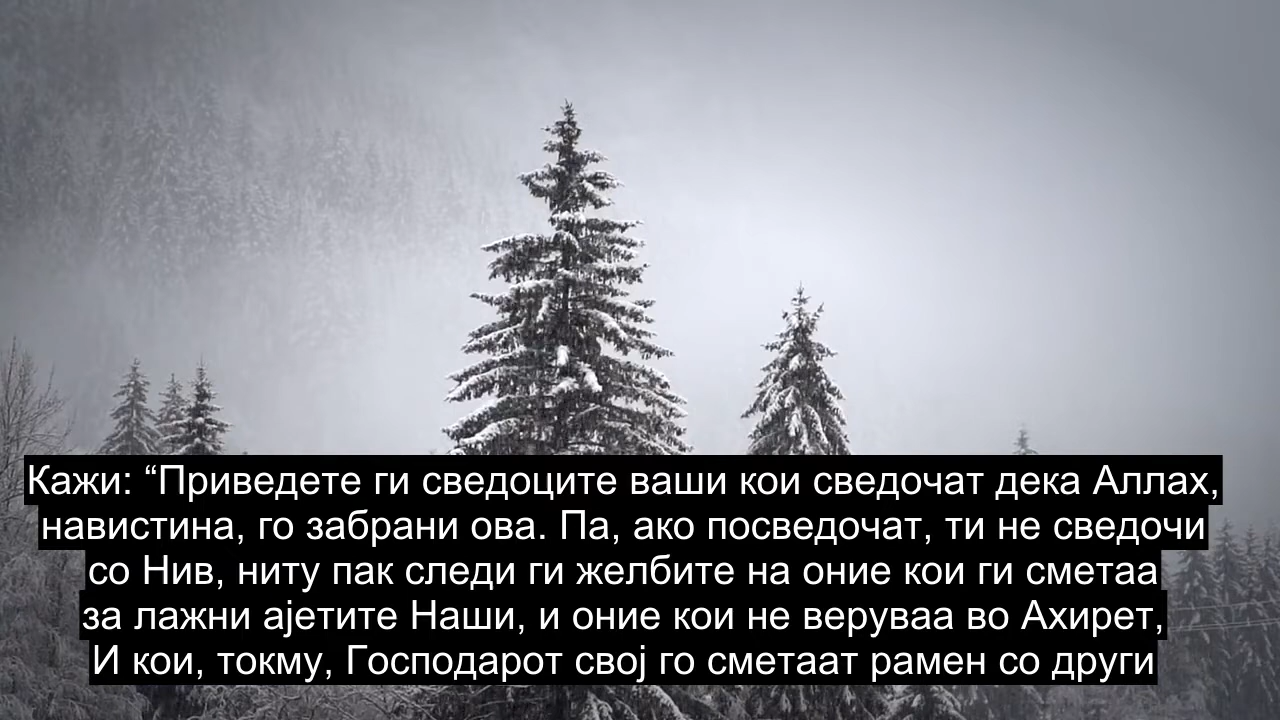 Кажи: “Приведете ги сведоците ваши кои сведочат дека Аллах,
навистина, го забрани ова. Па, ако посведочат, ти не сведочи
со Нив, ниту пак следи ги желбите на оние кои ги сметаа
за лажни ајетите Наши, и оние кои не веруваа во Ахирет,
И кои, токму, Господарот свој го сметаат рамен со други